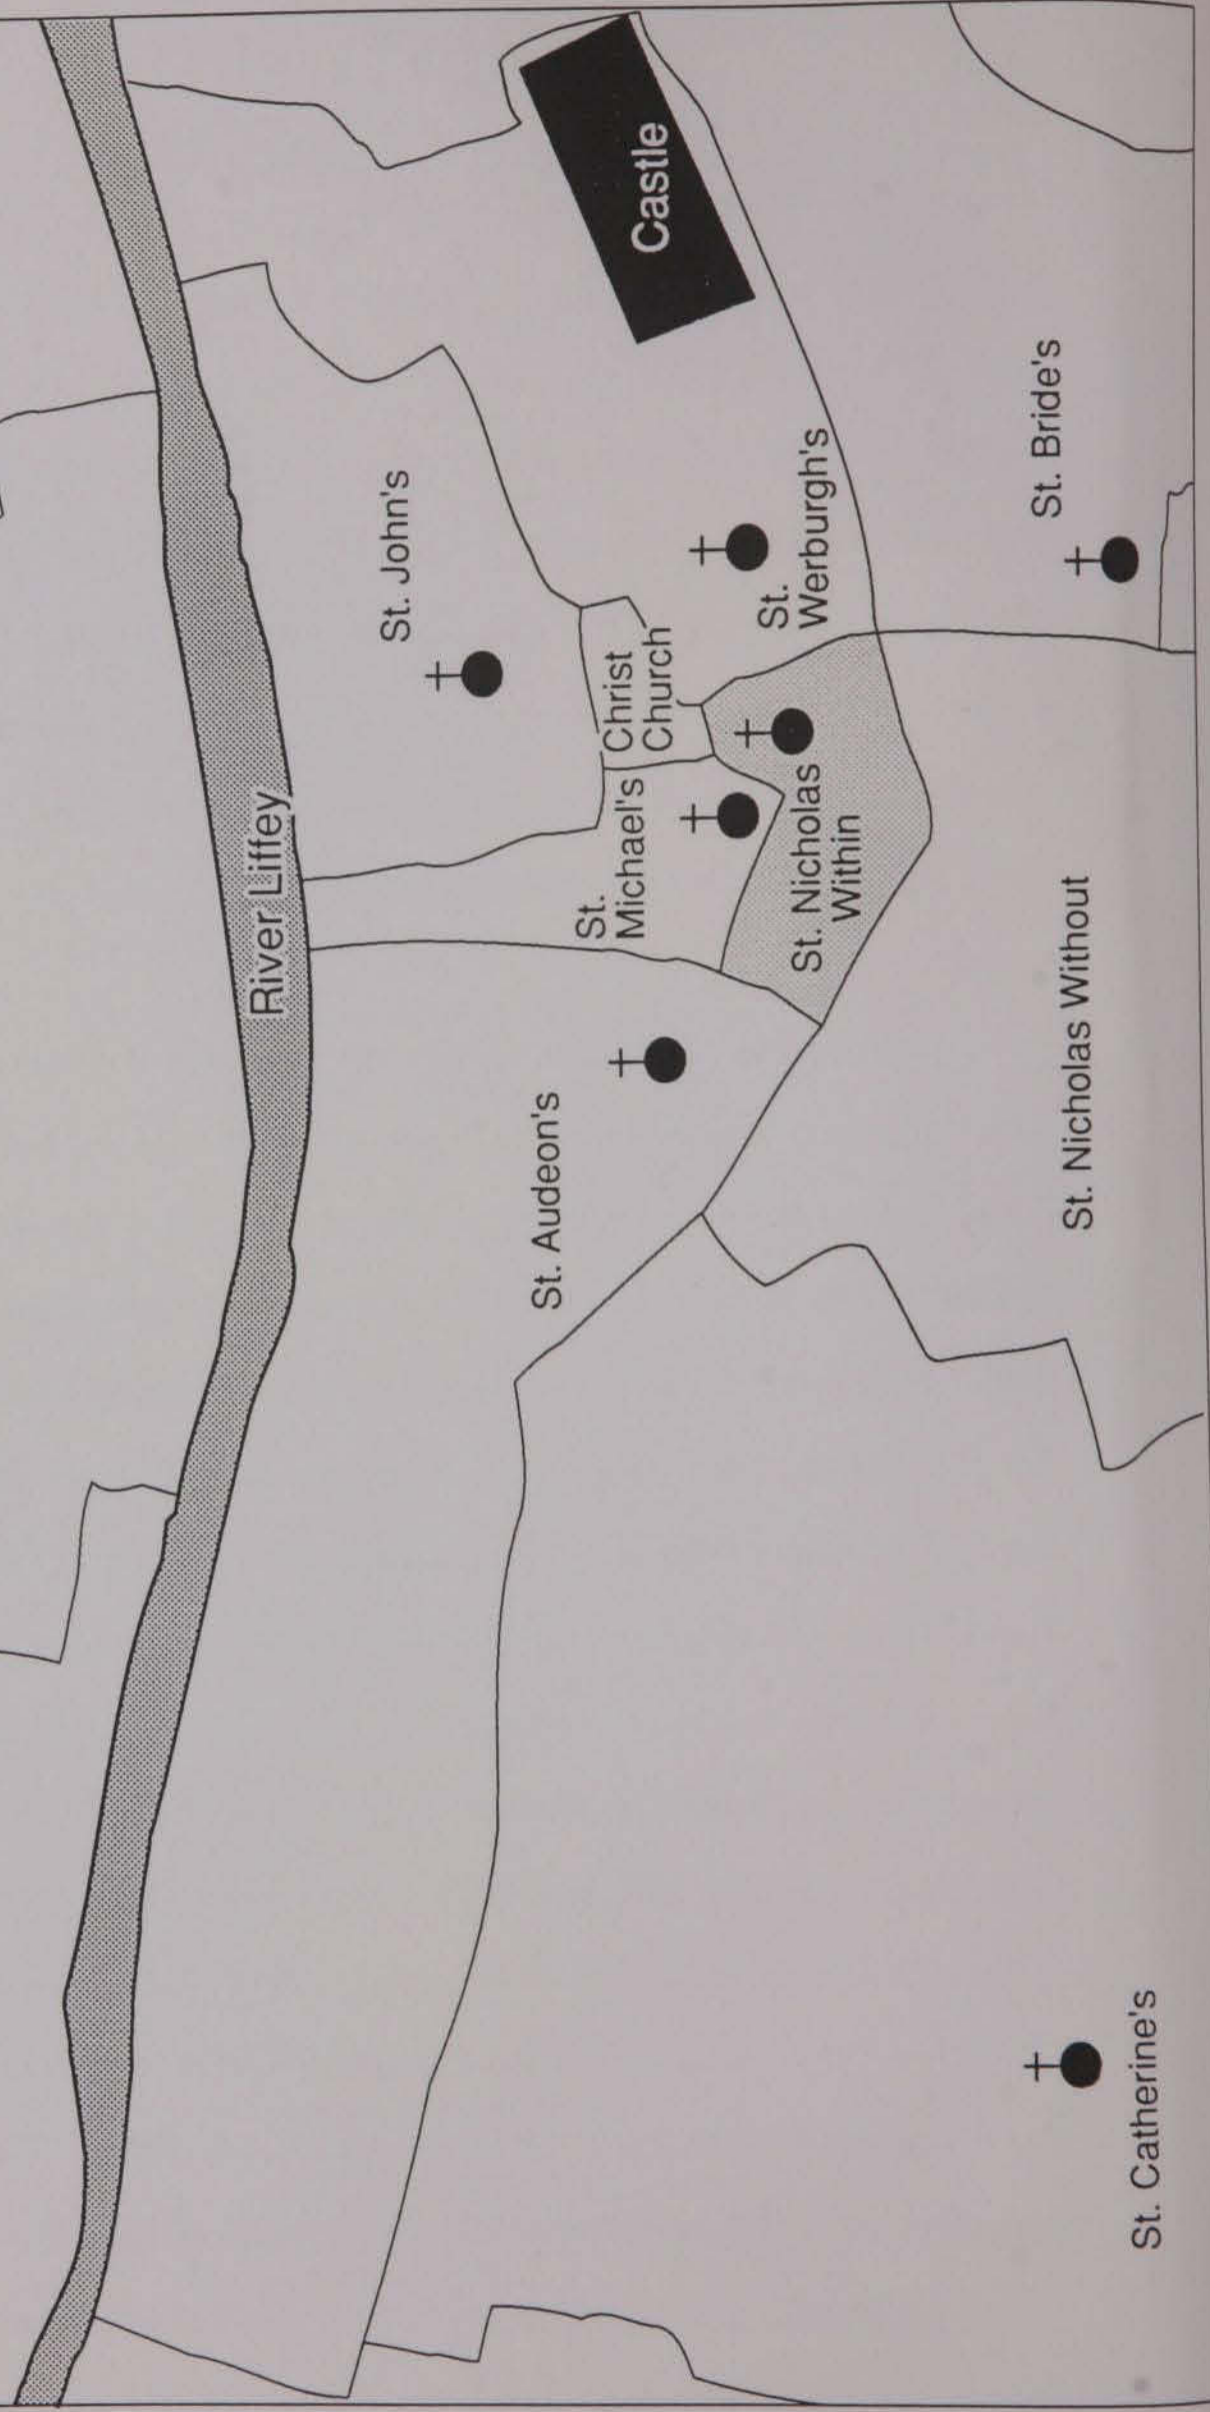 River Liffey
St. John's
Castle
Christ
Church
St.
Werburgh's
St.
Michael's
St. Nicholas
Within
St. Audeon's
St. Bride's
St. Nicholas Without
St. Catherine's